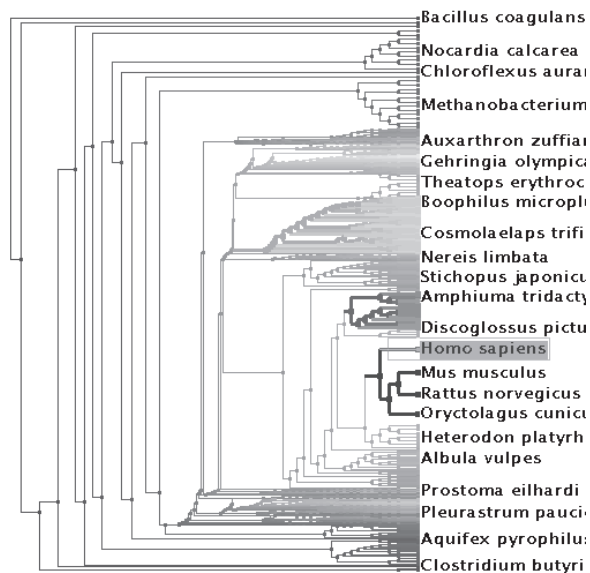 Bacillus coagulans
Nocardia calcarea
Chloroflexus aurar
Methanobacterium
Auxarthron zuffiar
Gehringia olympica
Theatops erythroc
Boophilus microplu
Cosmolaelaps trifi
Nereis limbata
Stichopus japonicu
Amphiuma tridacty
Discoglossus pictu
Homo sapiens
Mus musculus
Rattus norvegicus
Oryctolagus cunicu
Heterodon platyrh
Albula vulpes
Prostoma eilhardi
Pleurastrum paucic
Aquifex pyrophilus
Clostridium butyri